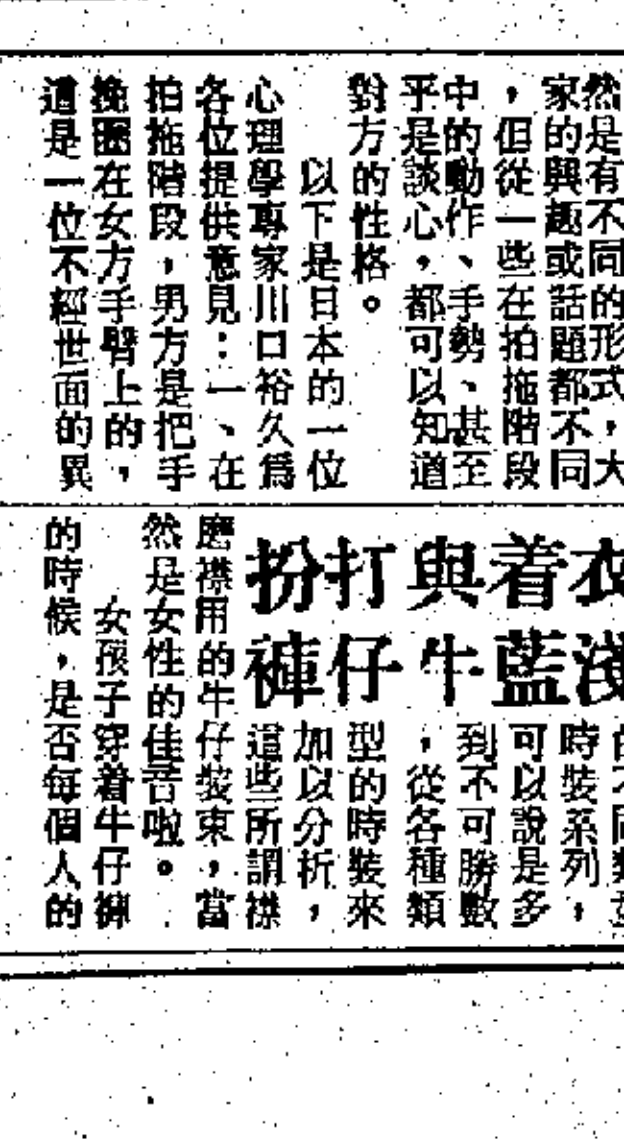 然是有不同的形式，大
家的興趣或話題都不同
，但從一些在拍拖階段
中的動作、手勢、甚至
乎是談心，都可以知道
對方的性格。
以下是日本的一位
心理學專家川口裕久爲
各位提供意見：一、在
拍拖階段，男方是把手
挽圈在女方手臂上的，
這是一位不經世面的異
衣着與打扮
淺藍牛仔褲
時裝系列，
可以說是多
到不可勝數
，從各種類
型的時裝來
加以分折，
這些所謂襟
磨襟用的牛仔裝束，當
然是女性的佳音啦。
女孩子穿着牛仔褲
的時候，是否每個人的